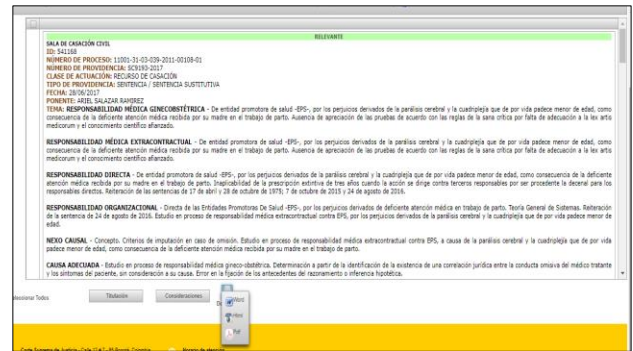 RELEVANTE
SALA DE CASACIÓN CIVIL
ID: 541168
NÚMERO DE PROCESO: 11001-31-03-039-2011-00108-01
NÚMERO DE PROVIDENCIA: SC9193-2017
CLASE DE ACTUACIÓN: RECURSO DE CASACIÓN
TIPO DE PROVIDENCIA: SENTENCIA / SENTENCIA SUSTITUTIVA
FECHA: 28/06/2017
PONENTE: ARIEL SALAZAR RAMÍREZ
TEMA: RESPONSABILIDAD MÉDICA GINECOBSTÉTRICA - De entidad promotora de salud -EPS-, por los perjuicios derivados de la parálisis cerebral y la cuadriplejia que de por vida padece menor de edad, como
consecuencia de la deficiente atención médica recibida por su madre en el trabajo de parto. Ausencia de apreciación de las pruebas de acuerdo con las reglas de la sana crítica por falta de adecuación a la lex artis
medicorum y el conocimiento científico afianzado.
RESPONSABILIDAD MÉDICA EXTRACONTRACTUAL - De entidad promotora de salud -EPS-, por los perjuicios derivados de la parálisis cerebral y la cuadriplejia que de por vida padece menor de edad, como
consecuencia de la deficiente atención médica recibida por su madre en el trabajo de parto. Ausencia de apreciación de las pruebas de acuerdo con las reglas de la sana crítica por falta de adecuación a la lex artis
medicorum y el conocimiento científico afianzado.
RESPONSABILIDAD DIRECTA - De entidad promotora de salud -EPS-, por los perjuicios derivados de la parálisis cerebral y la cuadriplejia que de por vida padece menor de edad, como consecuencia de la deficiente
atención médica recibida por su madre en el trabajo de parto. Inaplicabilidad de la prescripción extintiva de tres años cuando la acción se dirige contra terceros responsables por ser procedente la decenal para los
responsables directos. Reiteración de las sentencias de 17 de abril y 28 de octubre de 1975; 7 de octubre de 2015 y 24 de agosto de 2016.
RESPONSABILIDAD ORGANIZACIONAL - Directa de las Entidades Promotoras De Salud -EPS-, por los perjuicios derivados de deficiente atención médica en trabajo de parto. Teoría General de Sistemas. Reiteración
de la sentencia de 24 de agosto de 2016. Estudio en proceso de responsabilidad médica extracontractual contra EPS, por los perjuicios derivados de la parálisis cerebral y la cuadriplejia que de por vida padece menor de
edad.
NEXO CAUSAL - Concepto. Criterios de imputación en caso de omisión. Estudio en proceso de responsabilidad médica extracontractual contra EPS, a causa de la parálisis cerebral y la cuadriplejia que de por vida
padece menor de edad, como consecuencia de la deficiente atención médica recibida por su madre en el trabajo de parto.
CAUSA ADECUADA - Estudio en proceso de responsabilidad médica gineco-obstétrica. Determinación a partir de la identificación de la existencia de una correlación jurídica entre la conducta omisiva del médico tratante
y los síntomas del paciente, sin consideración a su causa. Error en la fijación de los antecedentes del razonamiento o inferencia hipotética.
Todos Titulación Consideraciones
Word
Html
Pdf